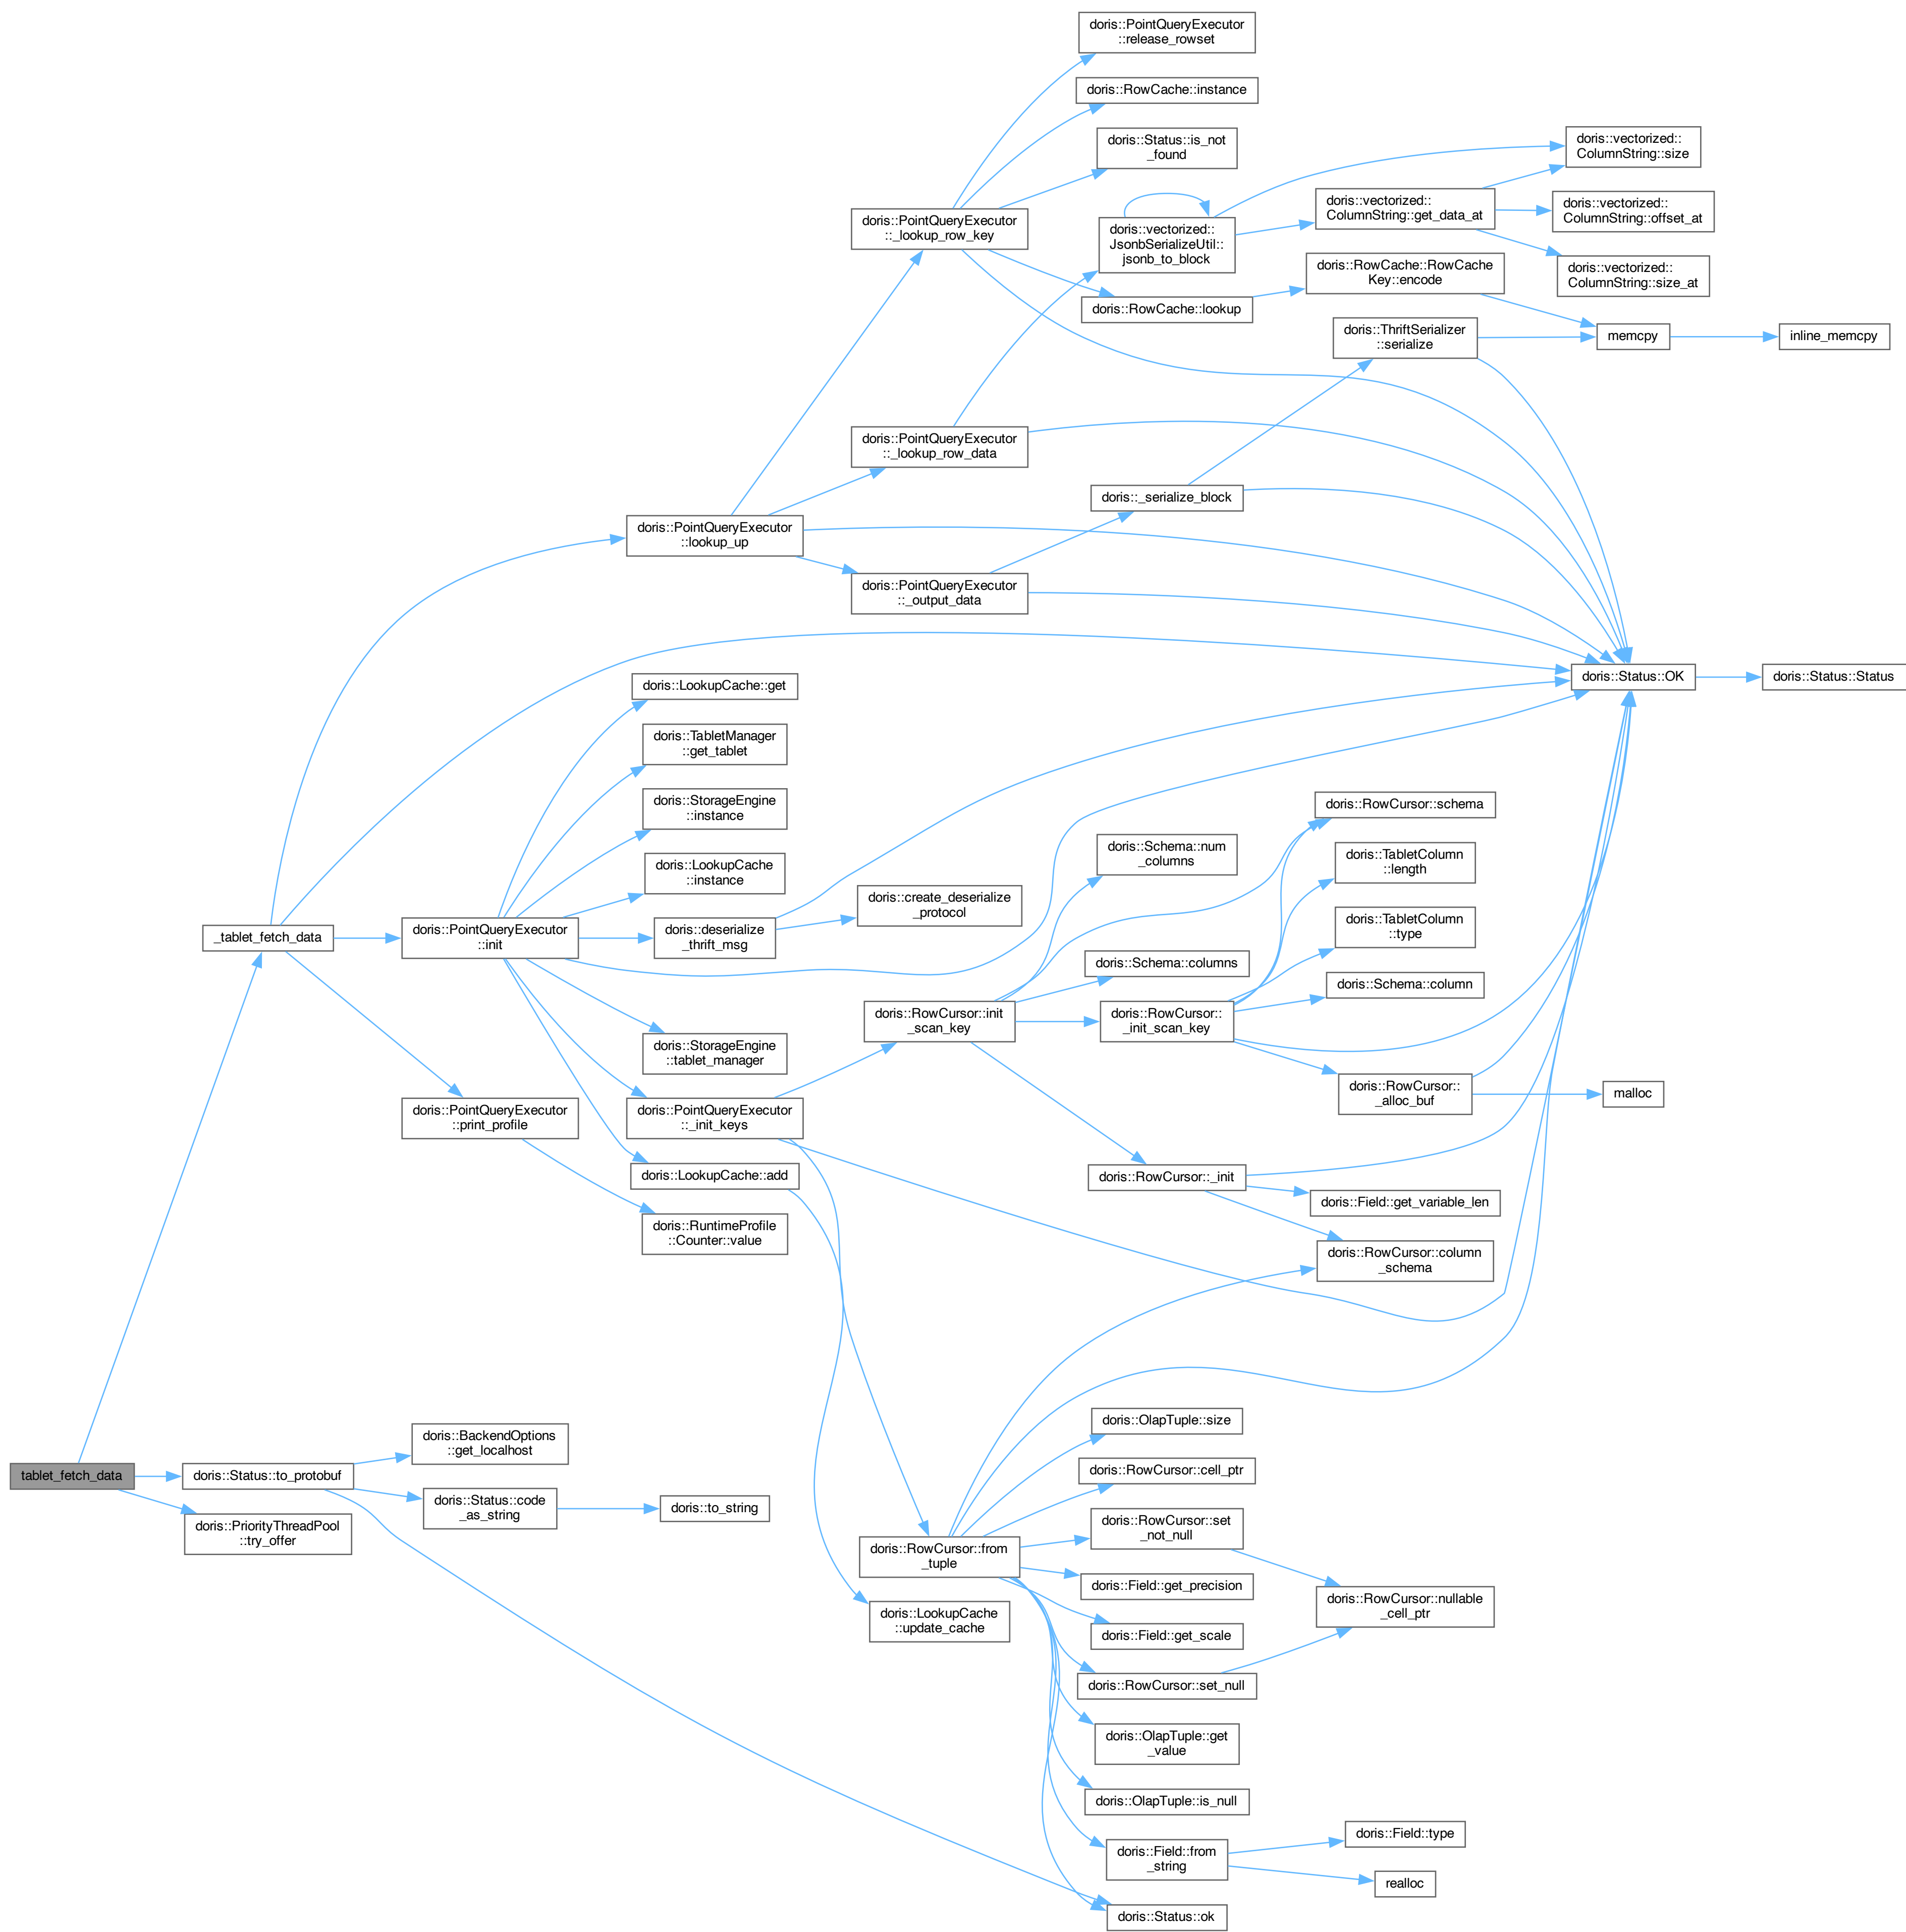 doris::PointQueryExecutor
::release_rowset
doris::RowCache::instance
doris::Status::is_not
_found
doris::vectorized::
ColumnString::size
doris::PointQueryExecutor
::_lookup_row_key
doris::vectorized::
JsonbSerializeUtil::
jsonb_to_block
doris::vectorized::
ColumnString::get_data_at
doris::vectorized::
ColumnString::offset_at
doris::vectorized::
ColumnString::size_at
doris::RowCache::RowCache
Key::encode
doris::RowCache::lookup
doris::ThriftSerializer
::serialize
memcpy
inline_memcpy
doris::PointQueryExecutor
::_lookup_row_data
doris::_serialize_block
doris::PointQueryExecutor
::lookup_up
doris::PointQueryExecutor
::_output_data
doris::Status::OK
doris::Status::Status
doris::LookupCache::get
doris::TabletManager
::get_tablet
doris::StorageEngine
::instance
doris::LookupCache
::instance
doris::RowCursor::schema
doris::Schema::num
_columns
doris::TabletColumn
::length
doris::create_deserialize
_protocol
doris::TabletColumn
::type
_tablet_fetch_data
doris::PointQueryExecutor
::init
doris::deserialize
_thrift_msg
doris::Schema::columns
doris::Schema::column
doris::RowCursor::init
_scan_key
doris::RowCursor::
_init_scan_key
doris::StorageEngine
::tablet_manager
doris::RowCursor::
_alloc_buf
malloc
doris::PointQueryExecutor
::print_profile
doris::PointQueryExecutor
::_init_keys
doris::LookupCache::add
doris::RowCursor::_init
doris::Field::get_variable_len
doris::RuntimeProfile
::Counter::value
doris::RowCursor::column
_schema
doris::OlapTuple::size
doris::BackendOptions
::get_localhost
doris::RowCursor::cell_ptr
tablet_fetch_data
doris::Status::to_protobuf
doris::Status::code
_as_string
doris::to_string
doris::PriorityThreadPool
::try_offer
doris::RowCursor::set
_not_null
doris::RowCursor::from
_tuple
doris::Field::get_precision
doris::RowCursor::nullable
_cell_ptr
doris::LookupCache
::update_cache
doris::Field::get_scale
doris::RowCursor::set_null
doris::OlapTuple::get
_value
doris::OlapTuple::is_null
doris::Field::type
doris::Field::from
_string
realloc
doris::Status::ok